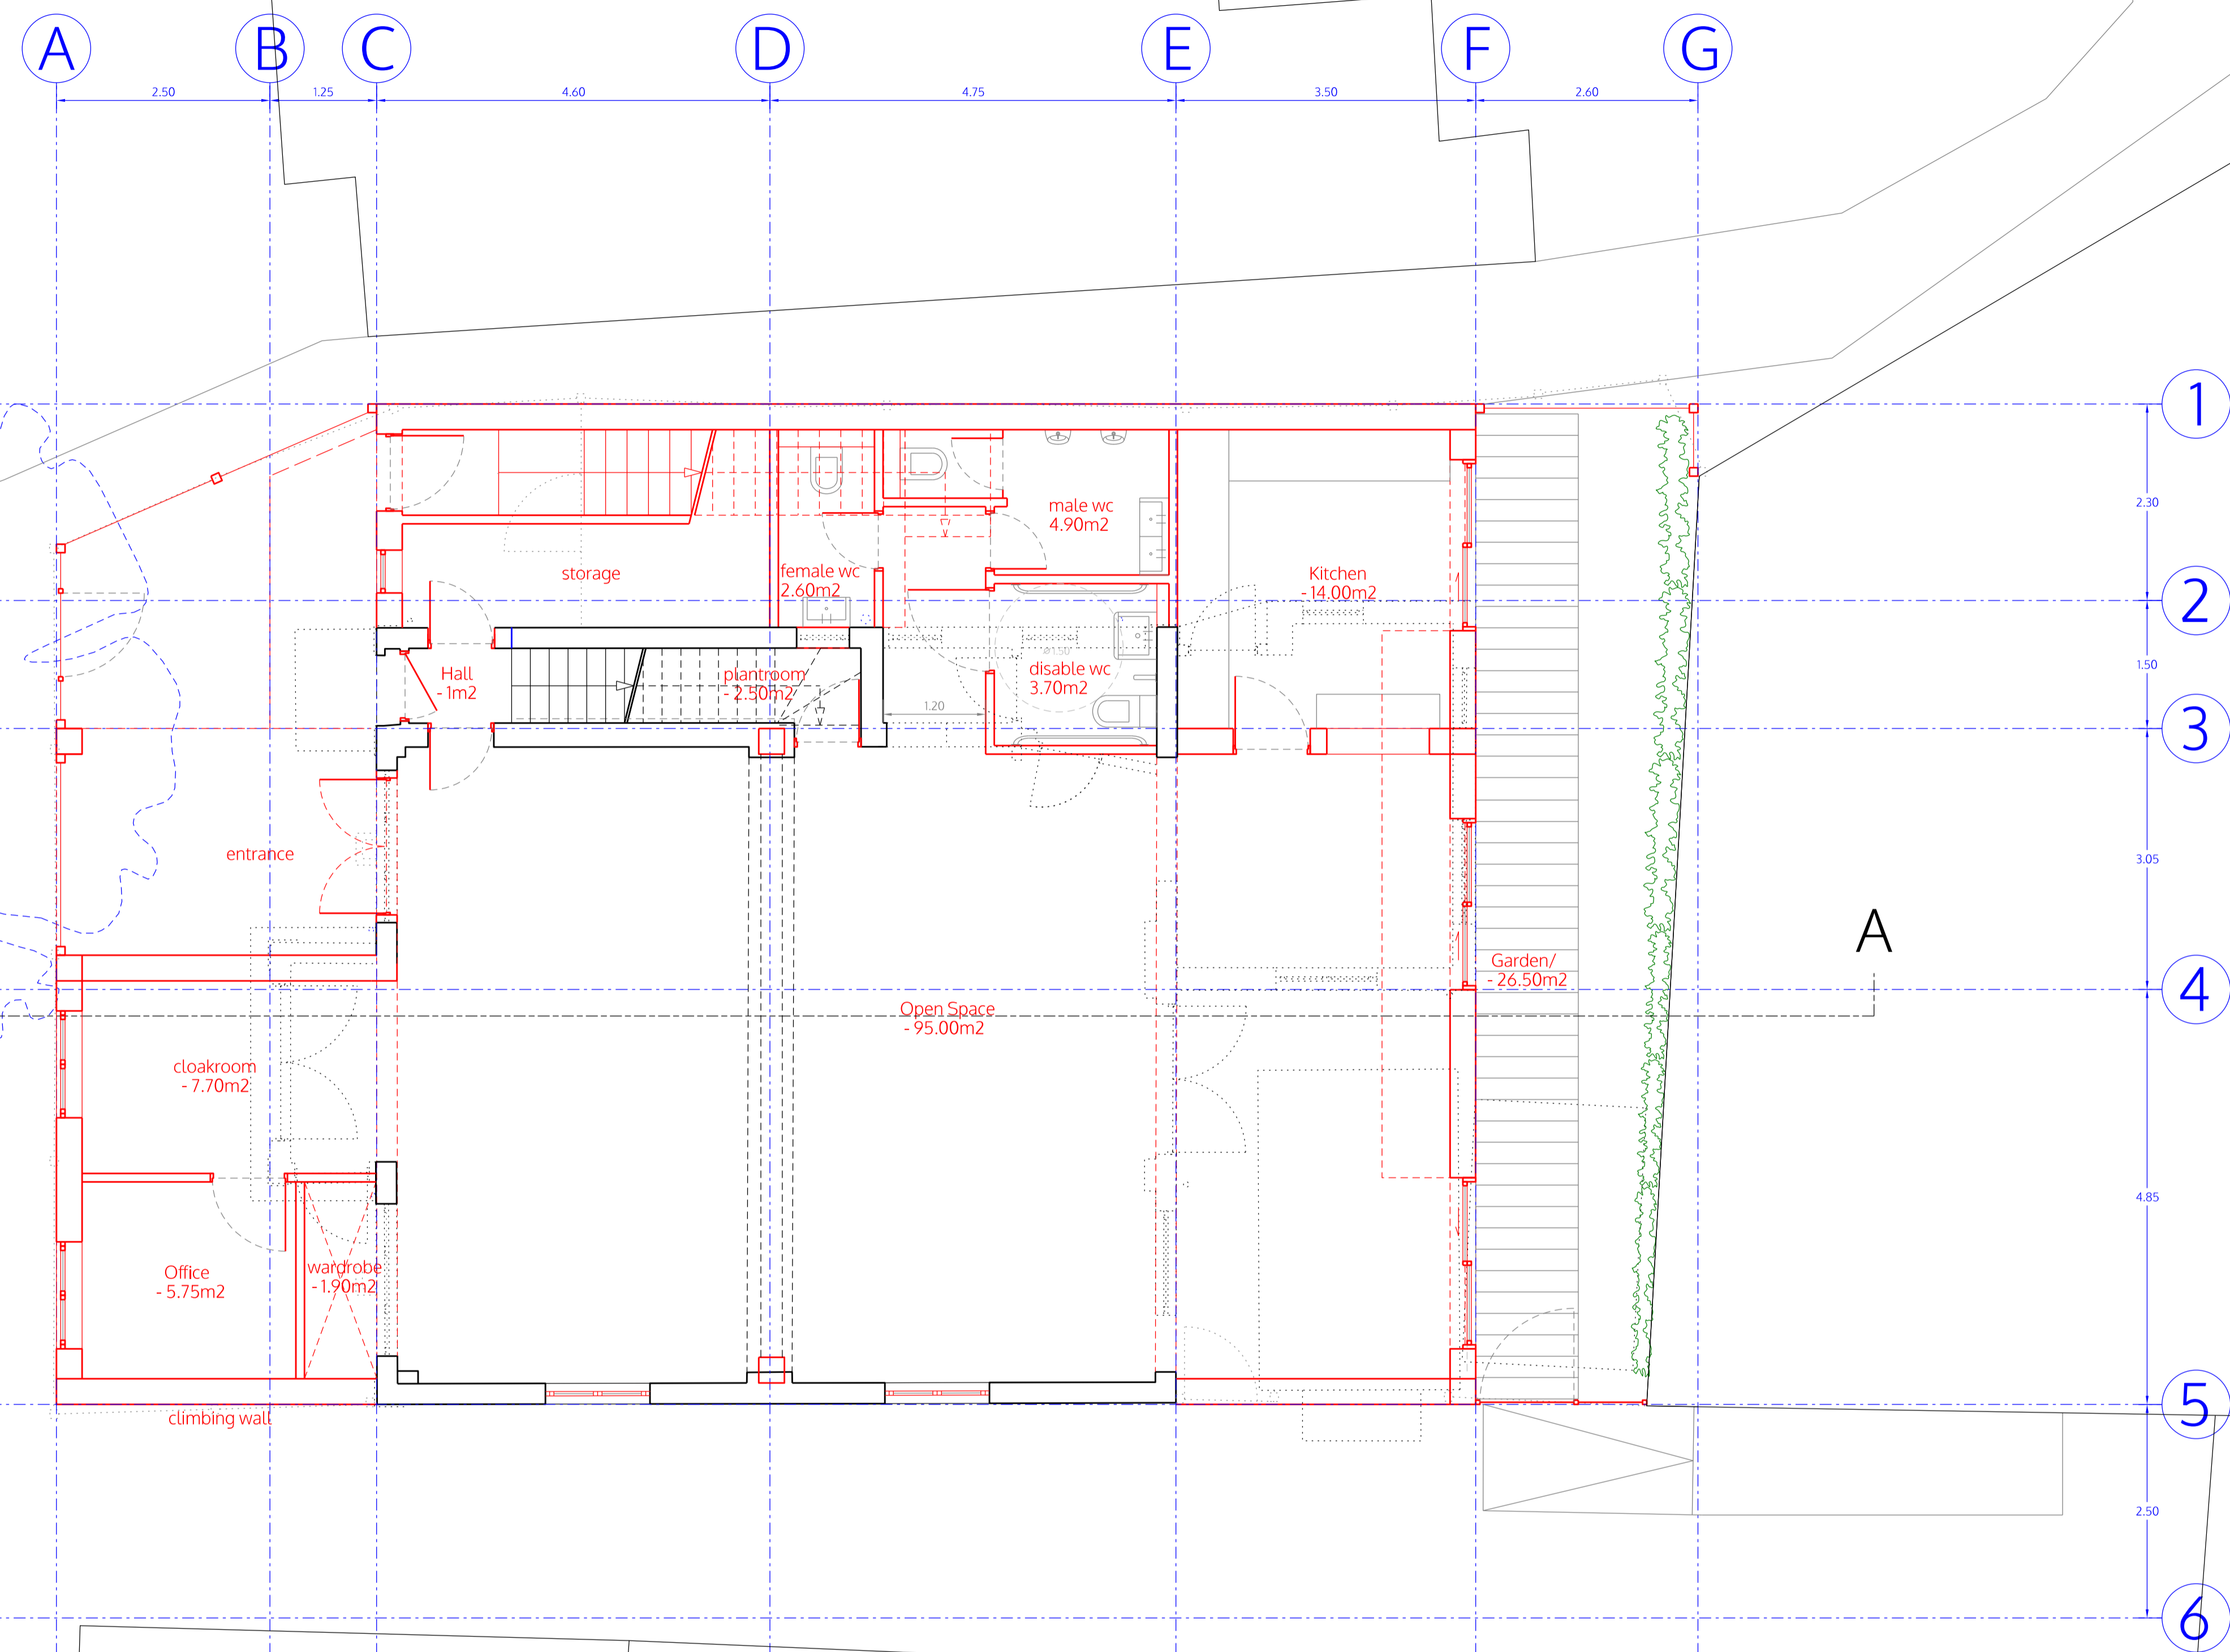 A B C D E F G
2.50 1.25 4.60 4.75 3.50 2.60
1
2.30
male wc
4.90m2
storage
female wc
2.60m2
Kitchen
-14.00m2
2
Hall
- 1m2
plantroom
- 2.50m2
ø1.50
disable wc
3.70m2
1.50
1.20
3
entrance
3.05
A
Garden/
- 26.50m2
4
Open Space
- 95.00m2
cloakroom
- 7.70m2
4.85
Office
- 5.75m2
wardrobe
- 1.90m2
climbing wall
5
2.50
6